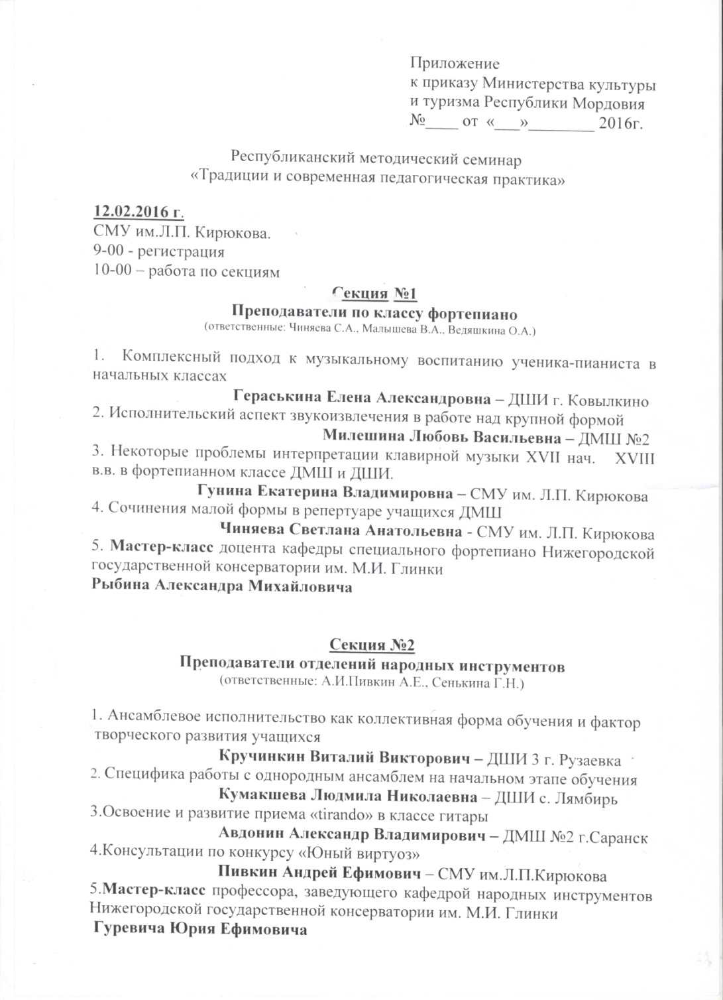 Приложение
к приказу Министерства культуры
и туризма Республики Мордовия
№____ от «___»________ 2016г.
Республиканский методический семинар
«Традиции и современная педагогическая практика»
12.02.2016 г.
СМУ им.Л.П. Кирюкова.
9-00 - регистрация
10-00 – работа по секциям
Секция №1
Преподаватели по классу фортепиано
(ответственные: Чиняева С.А., Малышева В.А., Ведяшкина О.А.)
1. Комплексный подход к музыкальному воспитанию ученика-пианиста в
начальных классах
Гераськина Елена Александровна – ДШИ г. Ковылкино
2. Исполнительский аспект звукоизвлечения в работе над крупной формой
Милешина Любовь Васильевна – ДМШ №2
3. Некоторые проблемы интерпретации клавирной музыки XVII нач. XVIII
в.в. в фортепианном классе ДМШ и ДШИ.
Гунина Екатерина Владимировна – СМУ им. Л.П. Кирюкова
4. Сочинения малой формы в репертуаре учащихся ДМШ
Чиняева Светлана Анатольевна - СМУ им. Л.П. Кирюкова
5. Мастер-класс доцента кафедры специального фортепиано Нижегородской
государственной консерватории им. М.И. Глинки
Рыбина Александра Михайловича
Секция №2
Преподаватели отделений народных инструментов
(ответственные: А.И.Пивкин А.Е., Сенькина Г.Н.)
1. Ансамблевое исполнительство как коллективная форма обучения и фактор
творческого развития учащихся
Кручинкин Виталий Викторович – ДШИ 3 г. Рузаевка
2. Специфика работы с однородным ансамблем на начальном этапе обучения
Кумакшева Людмила Николаевна – ДШИ с. Лямбирь
3.Освоение и развитие приема «tirando» в классе гитары
Авдонин Александр Владимирович – ДМШ №2 г.Саранск
4.Консультации по конкурсу «Юный виртуоз»
Пивкин Андрей Ефимович – СМУ им.Л.П.Кирюкова
5.Мастер-класс профессора, заведующего кафедрой народных инструментов
Нижегородской государственной консерватории им. М.И. Глинки
Гуревича Юрия Ефимовича